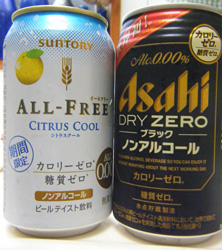 SUNTORY
オールフリー
ALL-FREE
CITRUS COOL
シトラスクール
期間
限定
カロリーゼロ
糖質ゼロ
ノンアルコール
ビールテイスト飲料
カロリーゼロ
糖質ゼロ
Alc.0.00%
Asahi
DRY ZERO
ブラック
ノンアルコール
カロリーゼロ
糖質ゼロ